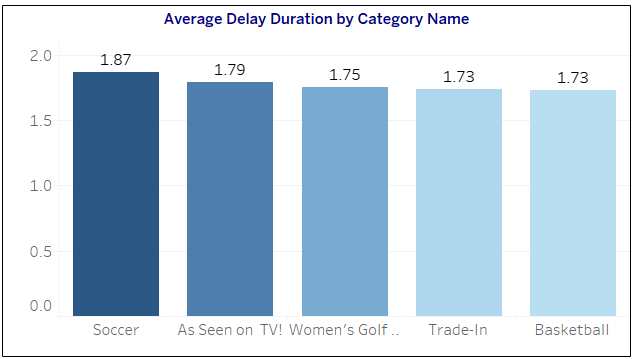 Average Delay Duration by Category Name
2.0
1.5
1.0
0.5
0.0
1.87
1.79
1.75
1.73
1.73
Soccer
As Seen on TV!
Women's Golf ..
Trade-In
Basketball